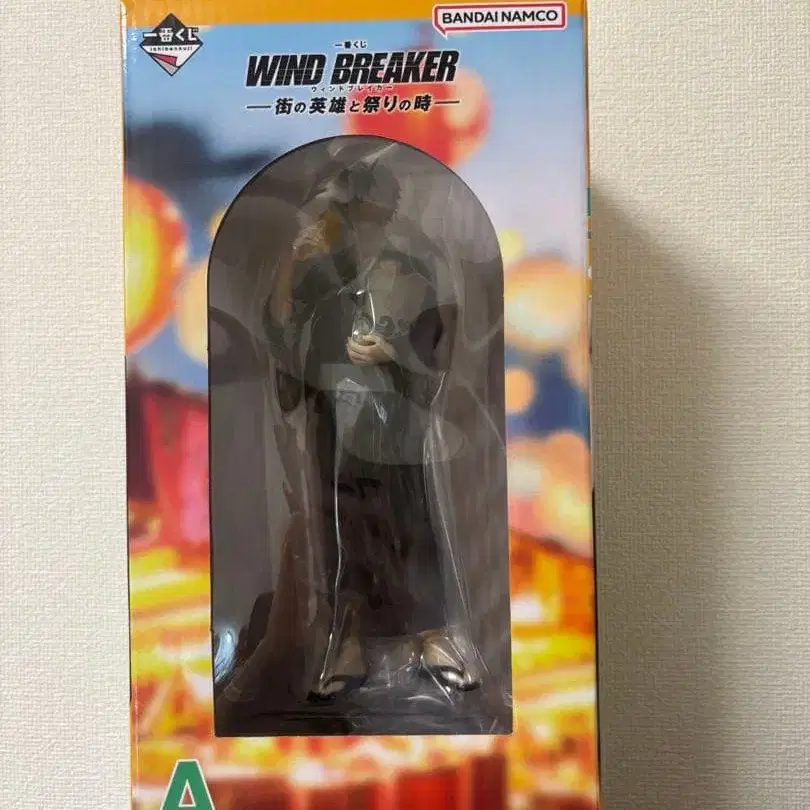 一番くじ
ichibankuji
BANDAI NAMCO
一番くじ
WIND BREAKER
ウィンドブレイカー
―街の英雄と祭りの時―
A